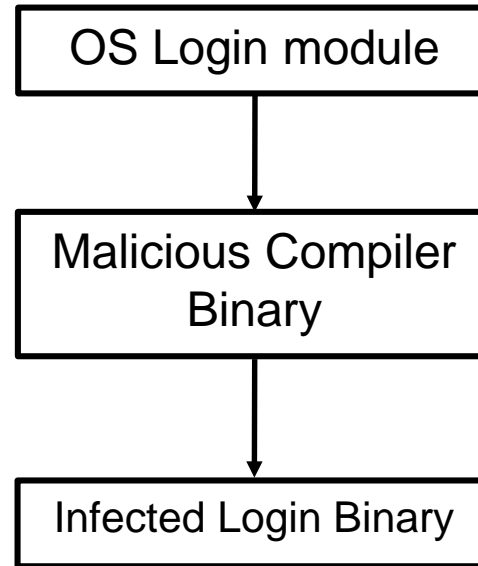 OS Login module
Malicious Compiler
Binary
Infected Login Binary